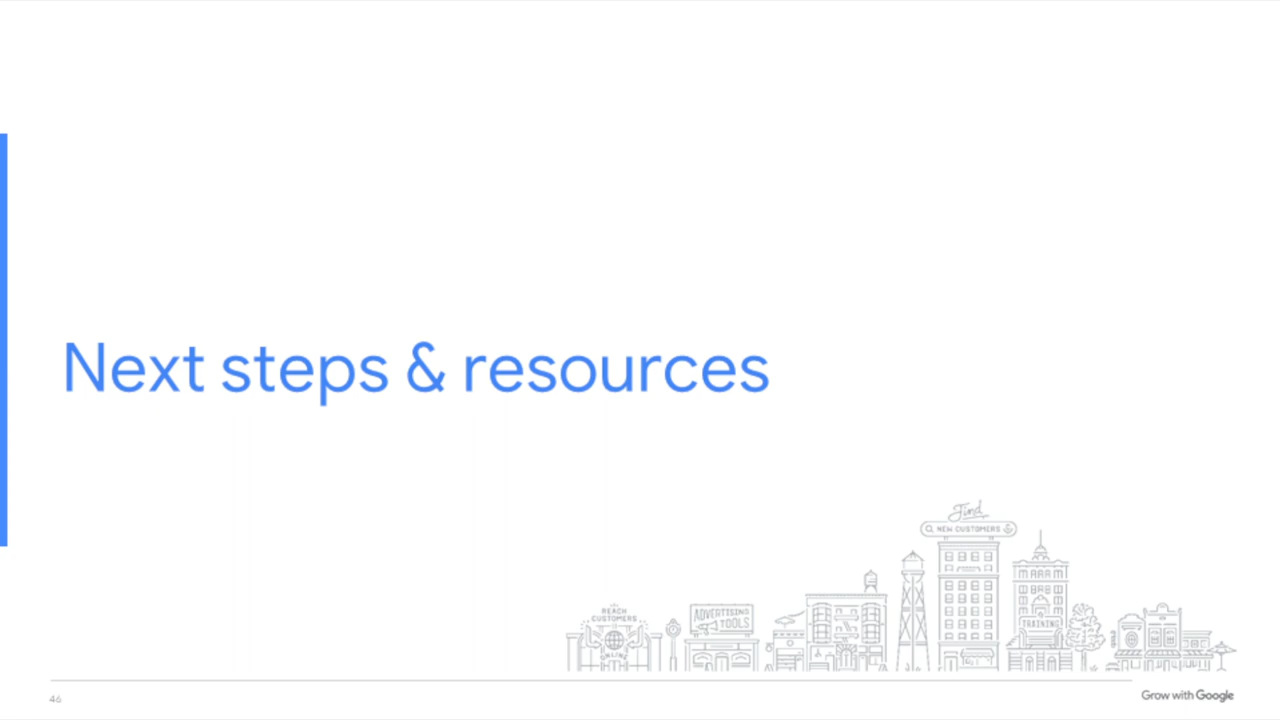 Next steps & resources
Find
NEW CUSTOMERS
REACH
CUSTOMERS
ONLINE
ADVERTISING
TOOLS
TRAINING
46
Grow with Google